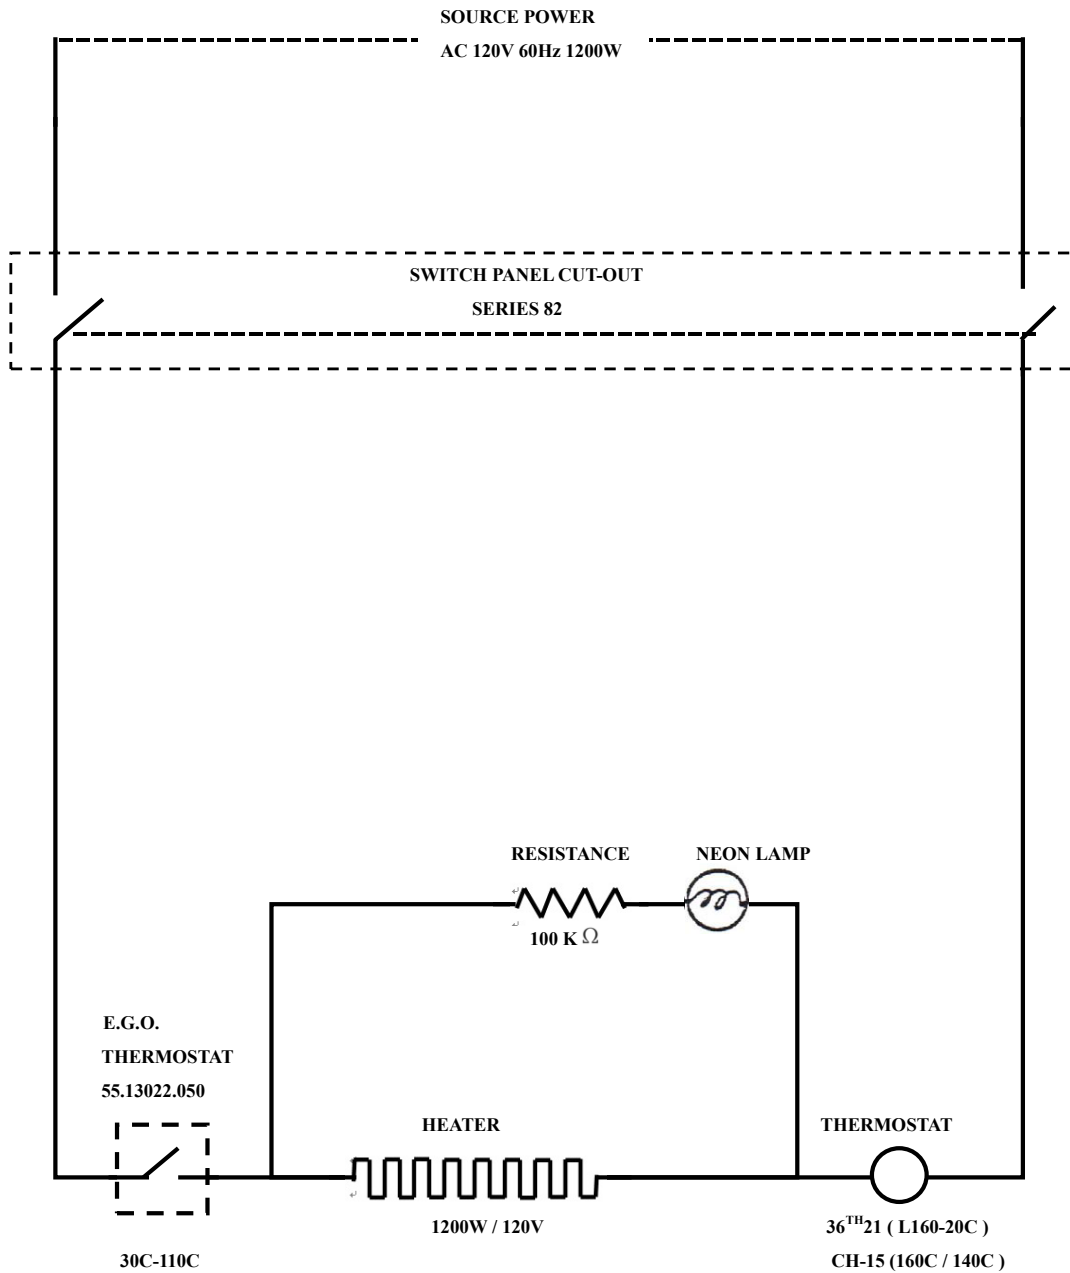 SOURCE POWER
AC 120V 60Hz 1200W
SWITCH PANEL CUT-OUT
SERIES 82
RESISTANCE
NEON LAMP
100 K Ω
E.G.O.
THERMOSTAT
55.13022.050
HEATER
THERMOSTAT
1200W / 120V
36TH21 ( L160-20C )
30C-110C
CH-15 (160C / 140C )